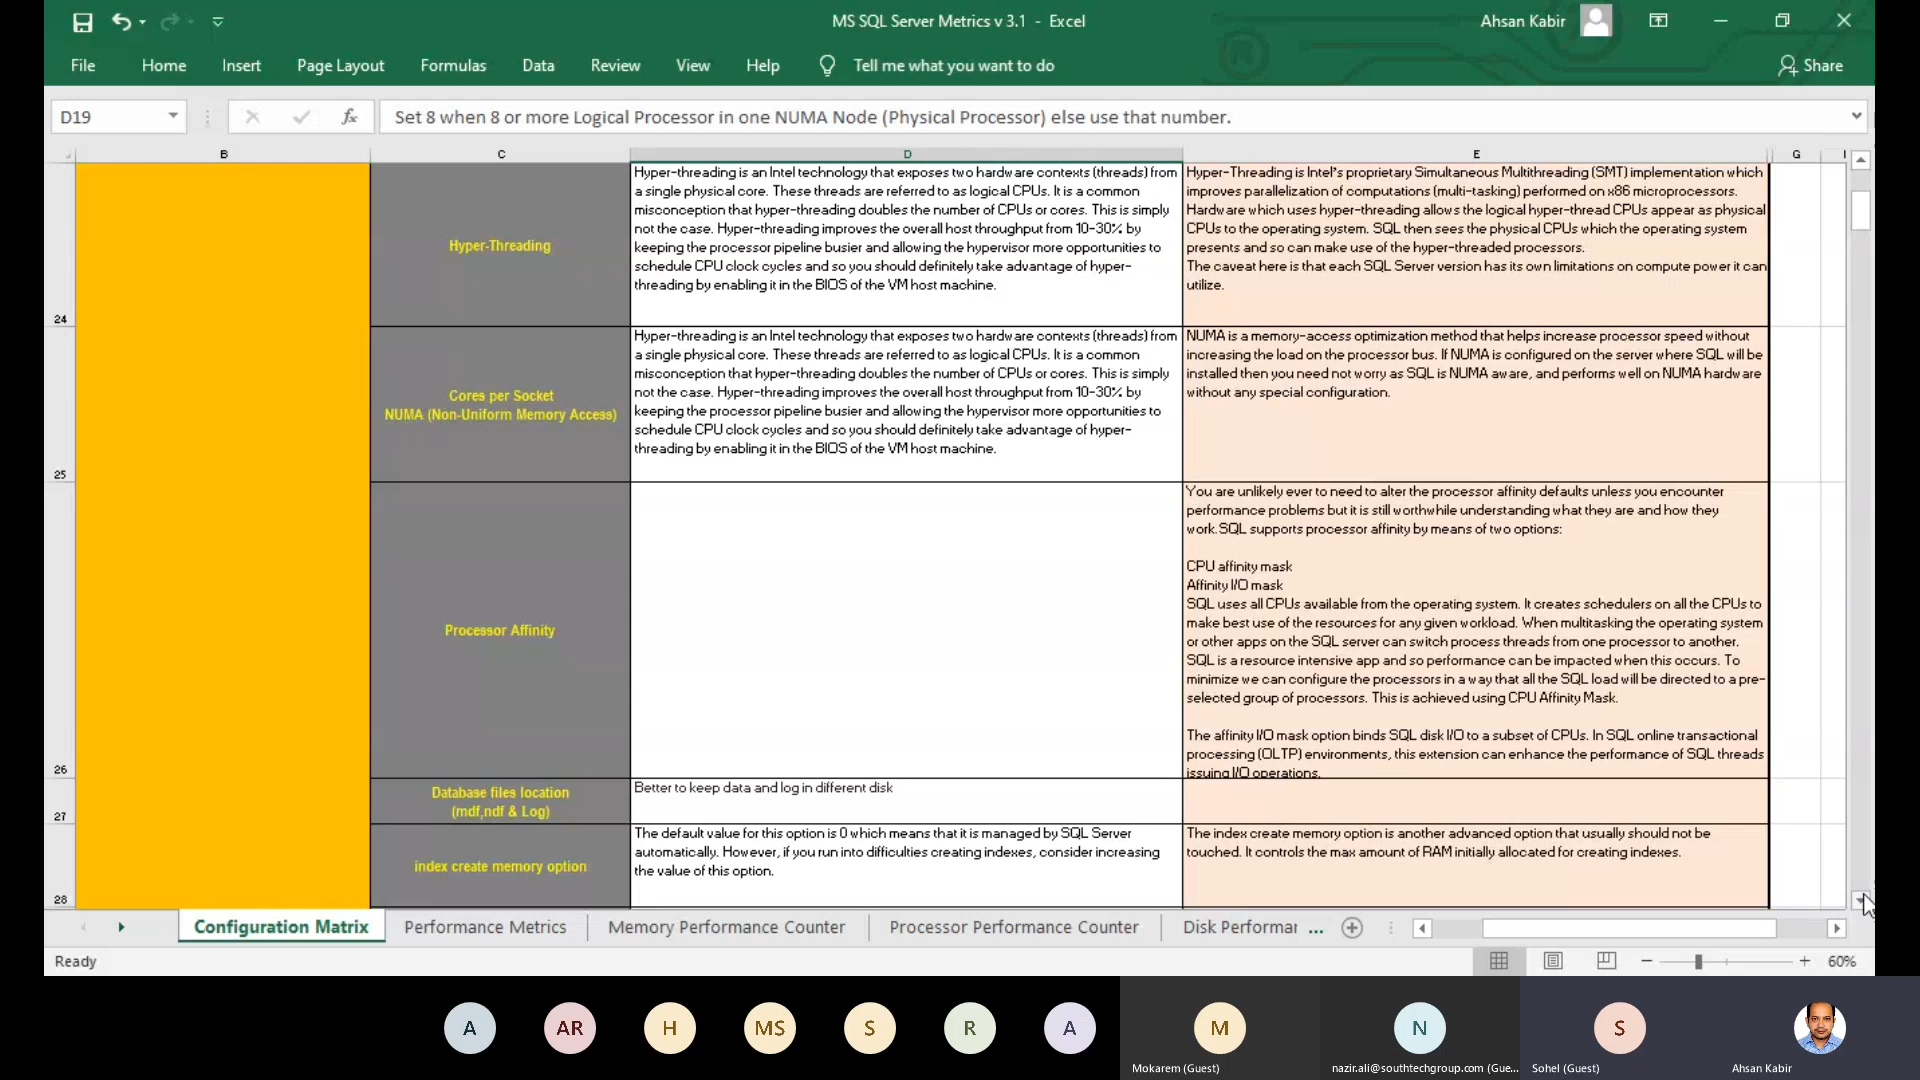 MS SQL Server Metrics v 3.1 - Excel
Ahsan Kabir
File Home Insert Page Layout Formulas Data Review View Help Tell me what you want to do Share
D19
fx
Set 8 when 8 or more Logical Processor in one NUMA Node (Physical Processor) else use that number.
B C D E G
24
Hyper-Threading
Hyper-threading is an Intel technology that exposes two hardware contexts (threads) from
a single physical core. These threads are referred to as logical CPUs. It is a common
misconception that hyper-threading doubles the number of CPUs or cores. This is simply
not the case. Hyper-threading improves the overall host throughput from 10-30% by
keeping the processor pipeline busier and allowing the hypervisor more opportunities to
schedule CPU clock cycles and so you should definitely take advantage of hyper-
threading by enabling it in the BIOS of the VM host machine.
Hyper-Threading is Intel's proprietary Simultaneous Multithreading (SMT) implementation which
improves parallelization of computations (multi-tasking) performed on x86 microprocessors.
Hardware which uses hyper-threading allows the logical hyper-thread CPUs appear as physical
CPUs to the operating system. SQL then sees the physical CPUs which the operating system
presents and so can make use of the hyper-threaded processors.
The caveat here is that each SQL Server version has its own limitations on compute power it can
utilize.
25
Cores per Socket
NUMA (Non-Uniform Memory Access)
Hyper-threading is an Intel technology that exposes two hardware contexts (threads) from
a single physical core. These threads are referred to as logical CPUs. It is a common
misconception that hyper-threading doubles the number of CPUs or cores. This is simply
not the case. Hyper-threading improves the overall host throughput from 10-30% by
keeping the processor pipeline busier and allowing the hypervisor more opportunities to
schedule CPU clock cycles and so you should definitely take advantage of hyper-
threading by enabling it in the BIOS of the VM host machine.
NUMA is a memory-access optimization method that helps increase processor speed without
increasing the load on the processor bus. If NUMA is configured on the server where SQL will be
installed then you need not worry as SQL is NUMA aware, and performs well on NUMA hardware
without any special configuration.
26
Processor Affinity
You are unlikely ever to need to alter the processor affinity defaults unless you encounter
performance problems but it is still worthwhile understanding what they are and how they
work.SQL supports processor affinity by means of two options:
CPU affinity mask
Affinity I/O mask
SQL uses all CPUs available from the operating system. It creates schedulers on all the CPUs to
make best use of the resources for any given workload. When multitasking the operating system
or other apps on the SQL server can switch process threads from one processor to another.
SQL is a resource intensive app and so performance can be impacted when this occurs. To
minimize we can configure the processors in a way that all the SQL load will be directed to a pre-
selected group of processors. This is achieved using CPU Affinity Mask.
The affinity I/O mask option binds SQL disk I/O to a subset of CPUs. In SQL online transactional
processing (OLTP) environments, this extension can enhance the performance of SQL threads
issuing I/O operations.
27
Database files location
(mdf,ndf & Log)
Better to keep data and log in different disk
28
index create memory option
The default value for this option is 0 which means that it is managed by SQL Server
automatically. However, if you run into difficulties creating indexes, consider increasing
the value of this option.
The index create memory option is another advanced option that usually should not be
touched. It controls the max amount of RAM initially allocated for creating indexes.
Configuration Matrix Performance Metrics Memory Performance Counter Processor Performance Counter Disk Performar ...
Ready
60%
A AR H MS S R A M N S
Mokarem (Guest) nazir.ali@southtechgroup.com (Gue... Sohel (Guest) Ahsan Kabir